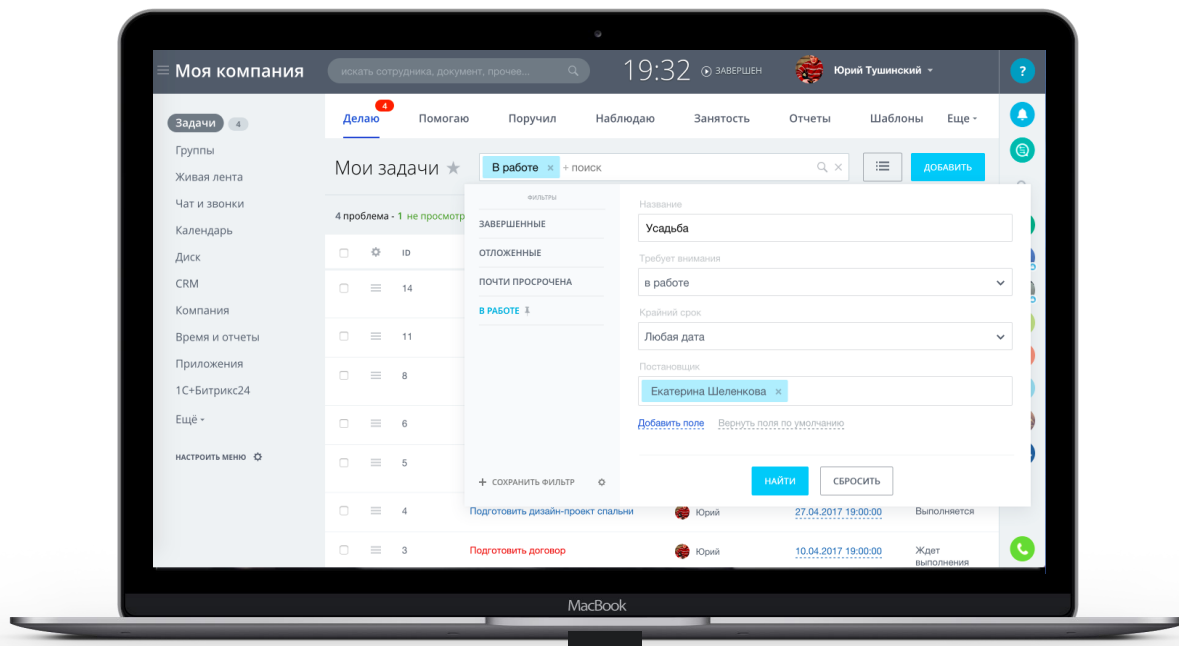 Моя компания
искать сотрудника, документ, прочее...
19:32
ЗАВЕРШЕН
Юрий Тушинский
?
Задачи 4
Группы
Живая лента
Чат и звонки
Календарь
Диск
CRM
Компания
Время и отчеты
Приложения
1С+Битрикс24
Ещё
НАСТРОИТЬ МЕНЮ
4
Делаю Помогаю Поручил Наблюдаю Занятость Отчеты Шаблоны Еще
Мои задачи
В работе × + поиск
ДОБАВИТЬ
4 проблема - 1 не просмотр
ID
14
11
8
6
5
ФИЛЬТРЫ
ЗАВЕРШЕННЫЕ
ОТЛОЖЕННЫЕ
ПОЧТИ ПРОСРОЧЕНА
В РАБОТЕ
+ СОХРАНИТЬ ФИЛЬТР
Название
Усадьба
Требует внимания
в работе
Крайний срок
Любая дата
Постановщик
Екатерина Шеленкова ×
Добавить поле Вернуть поля по умолчанию
НАЙТИ СБРОСИТЬ
4 Подготовить дизайн-проект спальни Юрий 27.04.2017 19:00:00 Выполняется
3 Подготовить договор Юрий 10.04.2017 19:00:00 Ждет
выполнения
MacBook